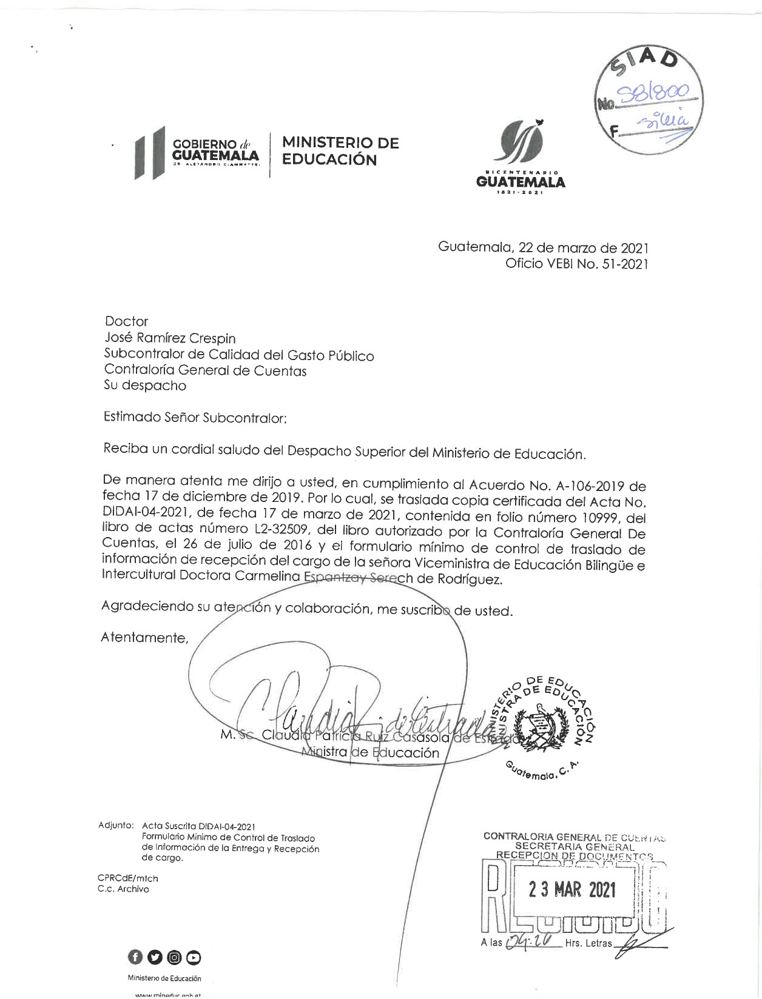 SIAD
No. 581800
F. Silvia
GOBIERNO de
GUATEMALA
DR. ALEJANDRO GIAMMATTEI
MINISTERIO DE
EDUCACIÓN
BICENTENARIO
GUATEMALA
1821-2021
Guatemala, 22 de marzo de 2021
Oficio VEBI No. 51-2021
Doctor
José Ramírez Crespin
Subcontralor de Calidad del Gasto Público
Contraloría General de Cuentas
Su despacho
Estimado Señor Subcontralor:
Reciba un cordial saludo del Despacho Superior del Ministerio de Educación.
De manera atenta me dirijo a usted, en cumplimiento al Acuerdo No. A-106-2019 de
fecha 17 de diciembre de 2019. Por lo cual, se traslada copia certificada del Acta No.
DIDAI-04-2021, de fecha 17 de marzo de 2021, contenida en folio número 10999, del
libro de actas número L2-32509, del libro autorizado por la Contraloría General De
Cuentas, el 26 de julio de 2016 y el formulario mínimo de control de traslado de
información de recepción del cargo de la señora Viceministra de Educación Bilingüe e
Intercultural Doctora Carmelina Espantzay Serech de Rodríguez.
Agradeciendo su atención y colaboración, me suscribo de usted.
Atentamente,
M. Sc. Claudia Patricia Ruiz Casasola de Estrada
Ministra de Educación
MINISTERIO DE EDUCACIÓN
MINISTRA DE EDUCACIÓN
Guatemala, C. A.
Adjunto: Acta Suscrita DIDAI-04-2021
Formulario Mínimo de Control de Traslado
de Información de la Entrega y Recepción
de cargo.
CPRCdE/mtch
C.c. Archivo
CONTRALORIA GENERAL DE CUENTAS
SECRETARIA GENERAL
RECEPCION DE DOCUMENTOS
RECIBIDO
23 MAR 2021
A las Hrs. Letras
Ministerio de Educación
www.mineduc.gob.gt